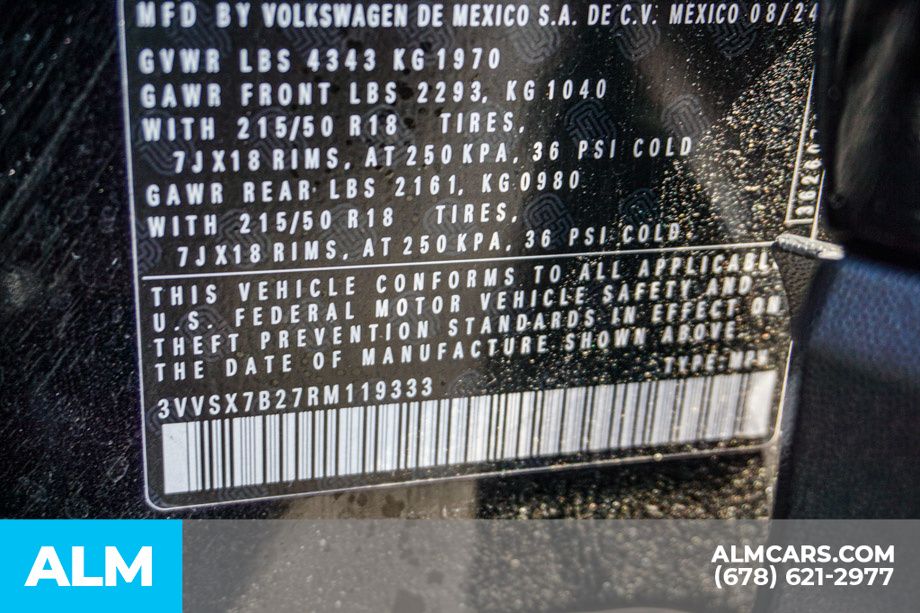 MFD BY VOLKSWAGEN DE MEXICO S.A. DE C.V. MEXICO 08/24
GVWR LBS 4343 KG 1970
GAWR FRONT LBS 2293, KG 1040
WITH 215/50 R18 TIRES,
7JX18 RIMS, AT 250 KPA, 36 PSI COLD
GAWR REAR LBS 2161, KG 0980
WITH 215/50 R18 TIRES,
7JX18 RIMS, AT 250 KPA, 36 PSI COLD
THIS VEHICLE CONFORMS TO ALL APPLICABL
U.S. FEDERAL MOTOR VEHICLE SAFETY AND
THEFT PREVENTION STANDARDS IN EFFECT ON
THE DATE OF MANUFACTURE SHOWN ABOVE
TYPE:MPV
3VVSX7B27RM119333
ALM
ALMCARS.COM
(678) 621-2977